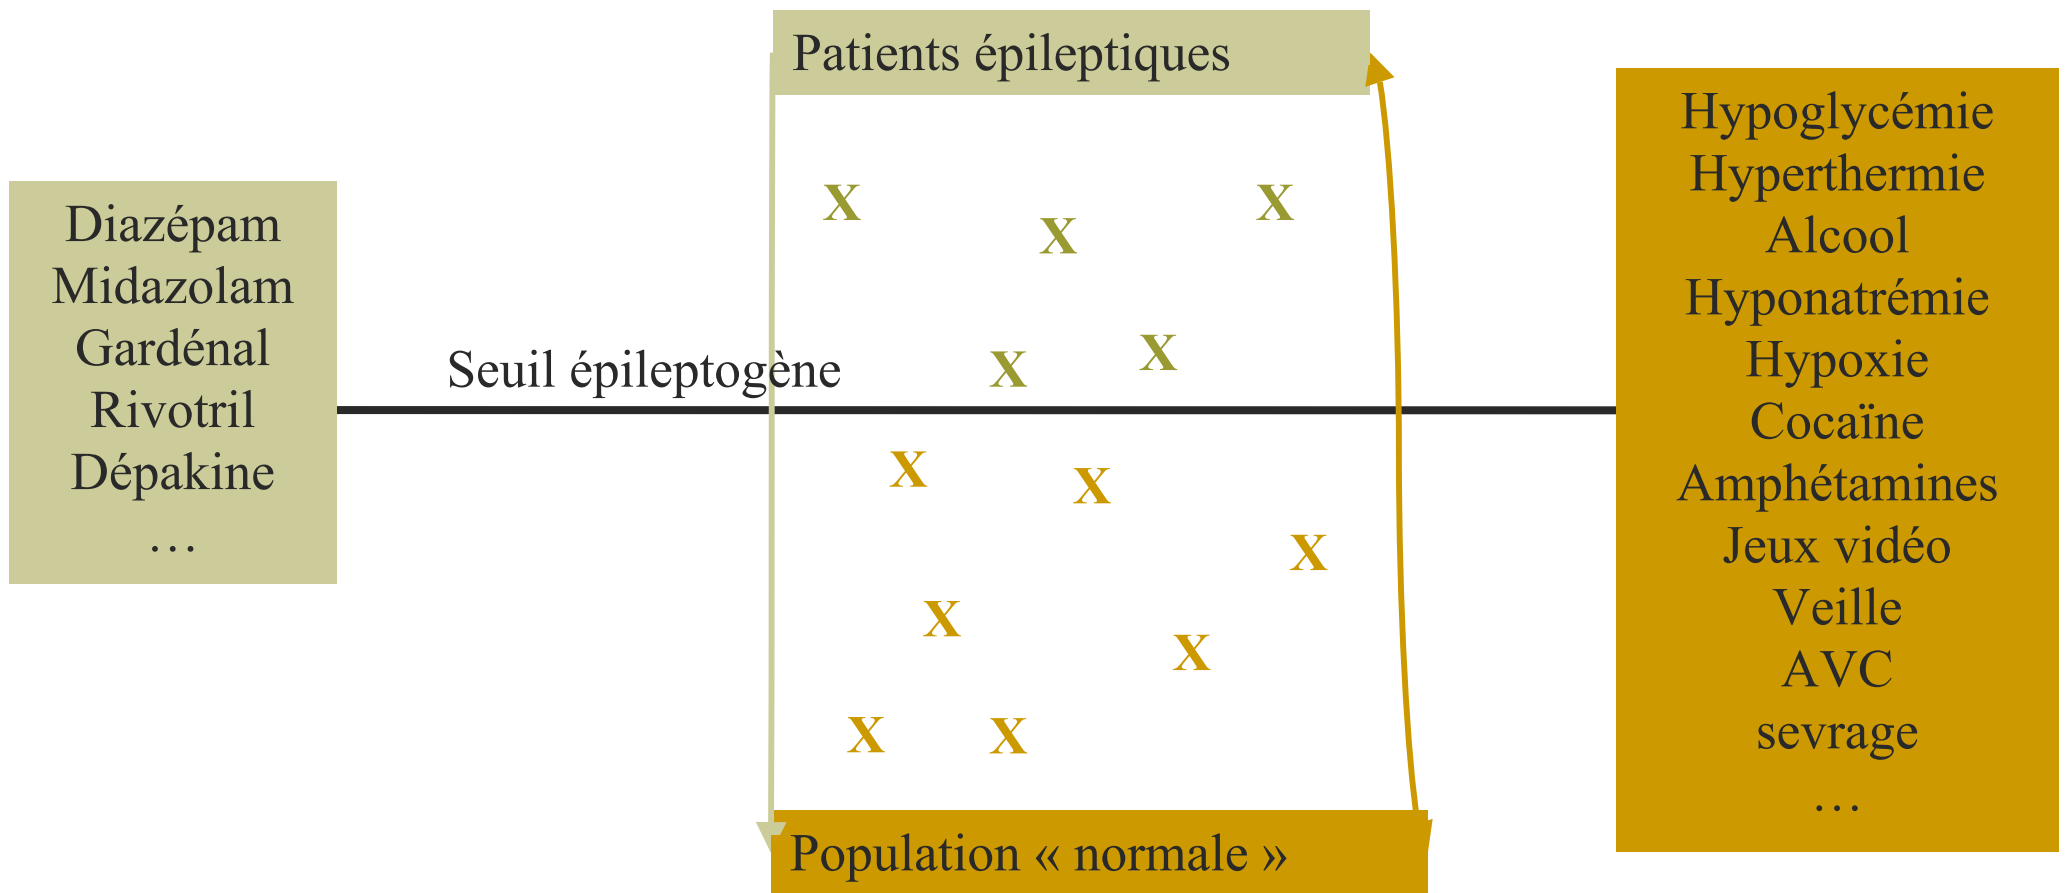 Patients épileptiques
Diazépam
Midazolam
Gardénal
Rivotril
Dépakine
…
Seuil épileptogène
X
X
X
X
X
X
X
X
X
X
X
X
Population « normale »
Hypoglycémie
Hyperthermie
Alcool
Hyponatrémie
Hypoxie
Cocaïne
Amphétamines
Jeux vidéo
Veille
AVC
sevrage
…